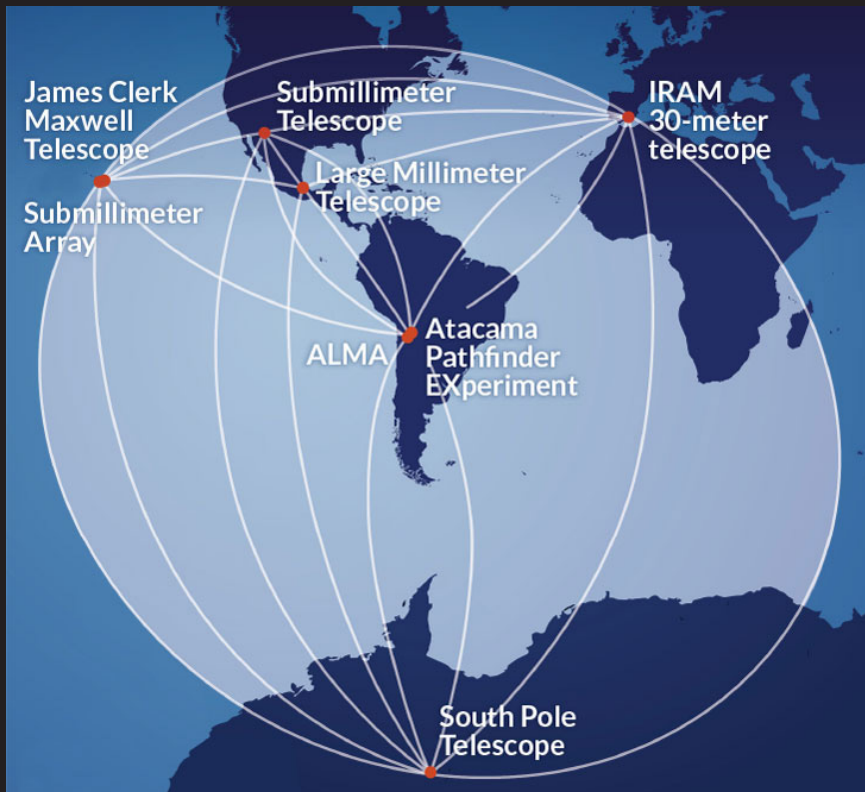 James Clerk
Maxwell
Telescope
Submillimeter
Telescope
IRAM
30-meter
telescope
Large Millimeter
Telescope
Submillimeter
Array
ALMA
Atacama
Pathfinder
EXperiment
South Pole
Telescope